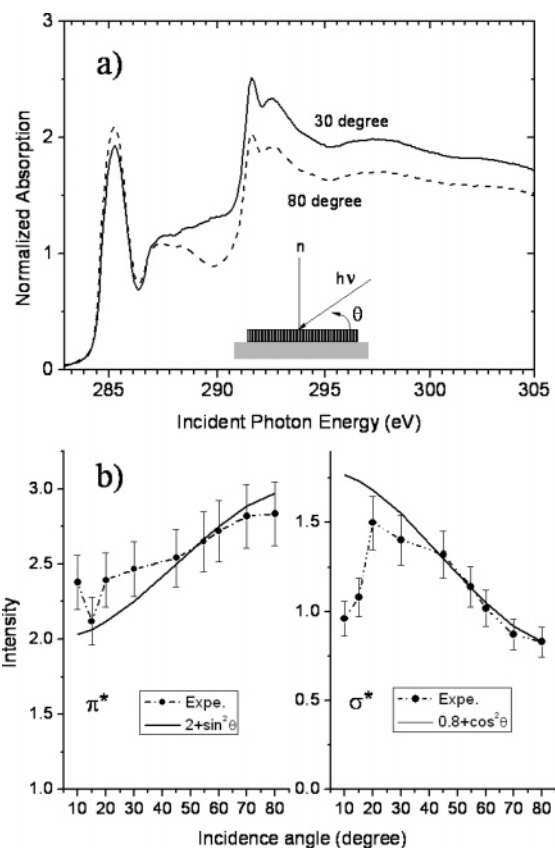 a)
3
2
1
0
Normalized Absorption
30 degree
80 degree
n
hν
θ
285 290 295 300 305
Incident Photon Energy (eV)
b)
3.0
2.5
2.0
1.5
1.0
Intensity
π*
Expe.
2+sin²θ
10 20 30 40 50 60 70 80
1.5
1.0
0.5
0.0
σ*
Expe.
0.8+cos²θ
10 20 30 40 50 60 70 80
Incidence angle (degree)